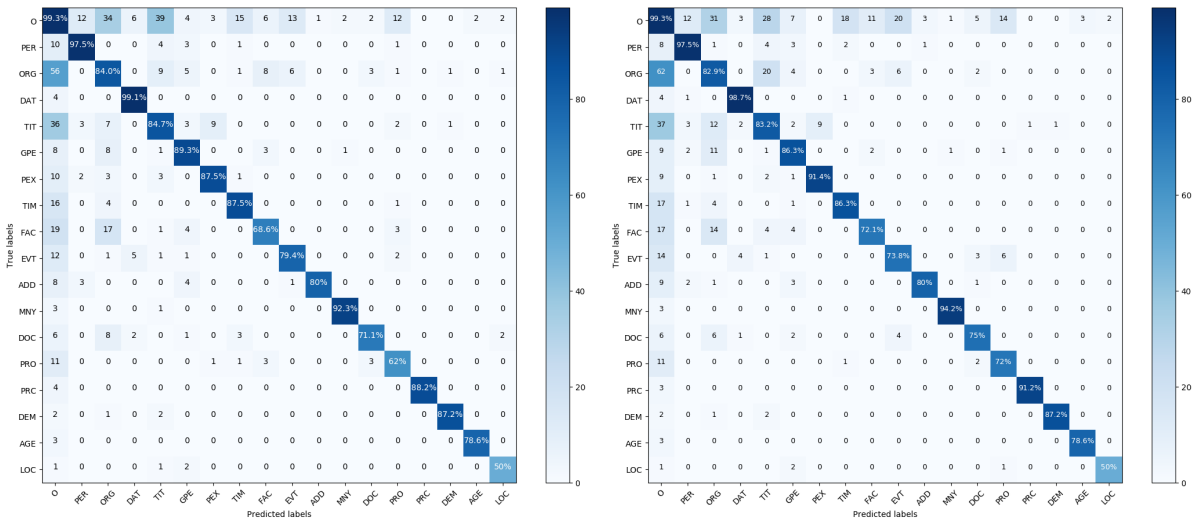 O 99.3% 12 34 6 39 4 3 15 6 13 1 0 2 12 0 0 2 2
PER 10 97.5% 0 0 4 3 0 1 0 0 0 0 0 1 0 0 0 0
ORG 56 0 84.0% 0 9 5 0 0 8 6 0 0 3 1 0 1 0 1
DAT 4 0 0 99.1% 0 0 0 0 0 0 0 0 0 0 0 0 0 0
TIT 36 3 7 0 84.7% 3 9 0 0 0 0 0 0 2 0 1 0 0
GPE 8 0 8 0 1 89.3% 0 0 3 0 0 1 0 0 0 0 0 0
PEX 10 2 3 0 3 0 87.5% 1 0 0 0 0 0 0 0 0 0 0
TIM 16 0 4 0 0 0 0 87.5% 0 0 0 0 0 1 0 0 0 0
FAC 19 0 17 0 1 4 0 0 68.6% 0 0 0 0 3 0 0 0 0
EVT 12 0 1 5 1 1 0 0 0 79.4% 0 0 0 2 0 0 0 0
ADD 8 3 0 0 0 4 0 0 0 1 80% 0 0 0 0 0 0 0
MNY 3 0 0 0 1 0 0 0 0 0 0 92.3% 0 0 0 0 0 0
DOC 6 0 8 2 0 1 0 3 0 0 0 0 71.1% 0 0 0 0 2
PRO 11 0 0 0 0 0 1 1 3 0 0 0 3 62% 0 0 0 0
PRC 4 0 0 0 0 0 0 0 0 0 0 0 0 0 88.2% 0 0 0
DEM 2 0 1 0 2 0 0 0 0 0 0 0 0 0 0 87.2% 0 0
AGE 3 0 0 0 0 0 0 0 0 0 0 0 0 0 0 0 78.6% 0
LOC 1 0 0 0 1 2 0 0 0 0 0 0 0 0 0 0 0 50%
O PER ORG DAT TIT GPE PEX TIM FAC EVT ADD MNY DOC PRO PRC DEM AGE LOC
True labels
Predicted labels
80
60
40
20
0
O 99.3% 12 31 3 28 7 0 18 11 20 3 1 5 14 0 0 3 2
PER 8 97.5% 1 0 4 3 0 2 0 0 1 0 0 0 0 0 0 0
ORG 62 0 82.9% 0 20 4 0 0 3 6 0 0 2 0 0 0 0 0
DAT 4 1 0 98.7% 0 0 0 1 0 0 0 0 0 0 0 0 0 0
TIT 37 3 12 2 83.2% 2 9 0 0 0 0 0 0 0 1 1 0 0
GPE 9 2 11 0 1 86.3% 0 0 2 0 0 1 0 1 0 0 0 0
PEX 9 0 1 0 2 1 91.4% 0 0 0 0 0 0 0 0 0 0 0
TIM 17 1 4 0 0 1 0 86.3% 0 0 0 0 0 0 0 0 0 0
FAC 17 0 14 0 4 4 0 0 72.1% 0 0 0 0 0 0 0 0 0
EVT 14 0 0 4 1 0 0 0 0 73.8% 0 0 3 6 0 0 0 0
ADD 9 2 1 0 0 3 0 0 0 0 80% 0 1 0 0 0 0 0
MNY 3 0 0 0 0 0 0 0 0 0 0 94.2% 0 0 0 0 0 0
DOC 6 0 6 1 0 2 0 0 0 4 0 0 75% 0 0 0 0 0
PRO 11 0 0 0 0 0 0 1 0 0 0 0 2 72% 0 0 0 0
PRC 3 0 0 0 0 0 0 0 0 0 0 0 0 0 91.2% 0 0 0
DEM 2 0 1 0 2 0 0 0 0 0 0 0 0 0 0 87.2% 0 0
AGE 3 0 0 0 0 0 0 0 0 0 0 0 0 0 0 0 78.6% 0
LOC 1 0 0 0 0 2 0 0 0 0 0 0 0 1 0 0 0 50%
O PER ORG DAT TIT GPE PEX TIM FAC EVT ADD MNY DOC PRO PRC DEM AGE LOC
True labels
Predicted labels
80
60
40
20
0